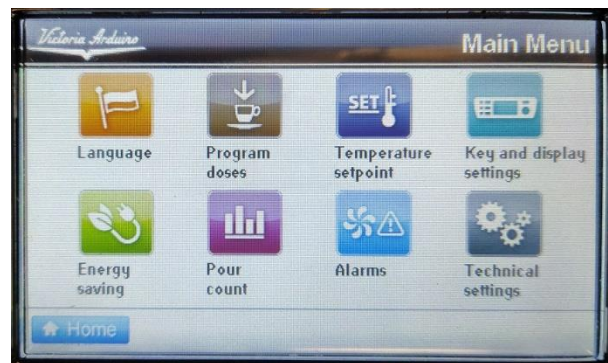 Victoria Arduino
Main Menu
Language
Program
doses
SET
Temperature
setpoint
Key and display
settings
Energy
saving
Pour
count
Alarms
Technical
settings
Home